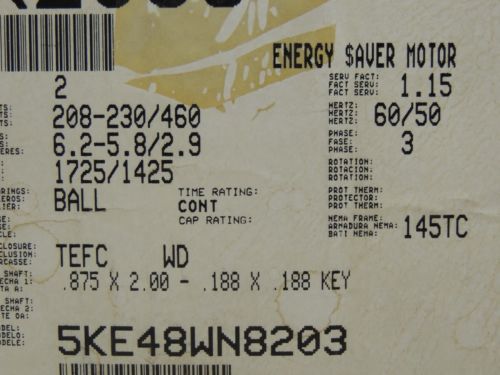 ENERGY $AVER MOTOR
2
SERV FACT:
FACT SERV: 1.15
FACT SERV:
208-230/460
HERTZ:
HERTZ: 60/50
HERTZ:
6.2-5.8/2.9
PHASE:
FASE: 3
PHASE:
1725/1425
ROTATION:
ROTACION:
ROTATION:
BALL
TIME RATING:
CONT
CAP RATING:
PROT THERM:
PROTECTOR:
PROT THERM:
NEMA FRAME:
ARMADURA NEMA: 145TC
BATI NEMA:
TEFC WD
SHAFT:
.875 X 2.00 - .188 X .188 KEY
SHAFT:
5KE48WN8203